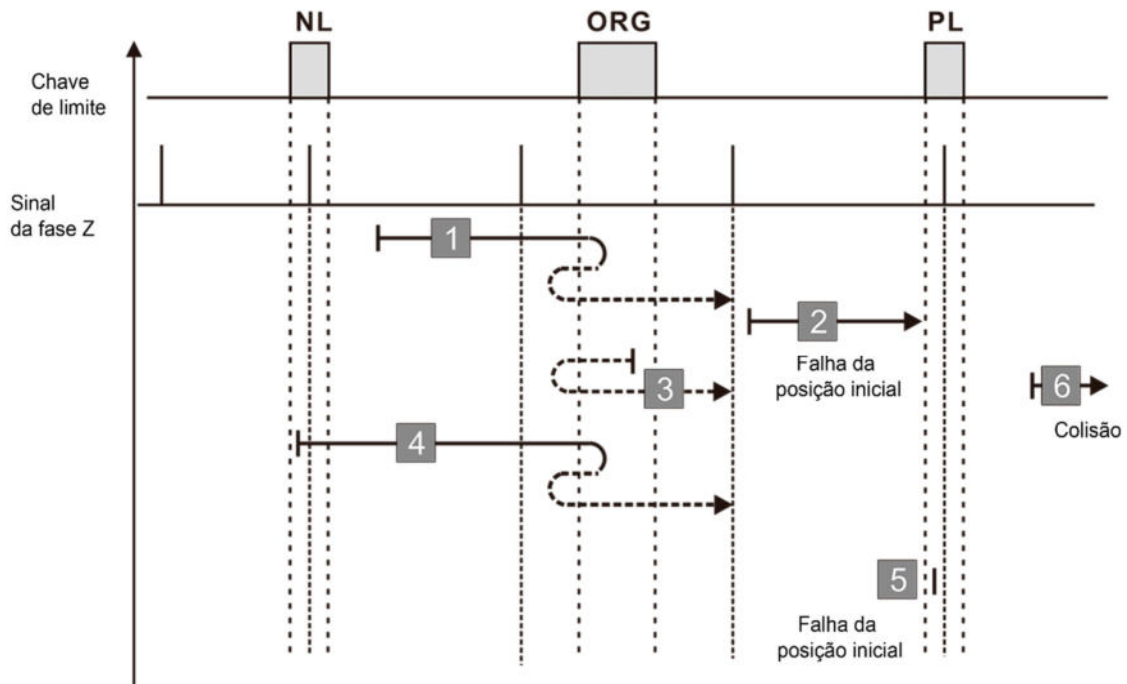 NL
ORG
PL
Chave
de limite
Sinal
da fase Z
1
2
Falha da
posição inicial
3
6
Colisão
4
5
Falha da
posição inicial